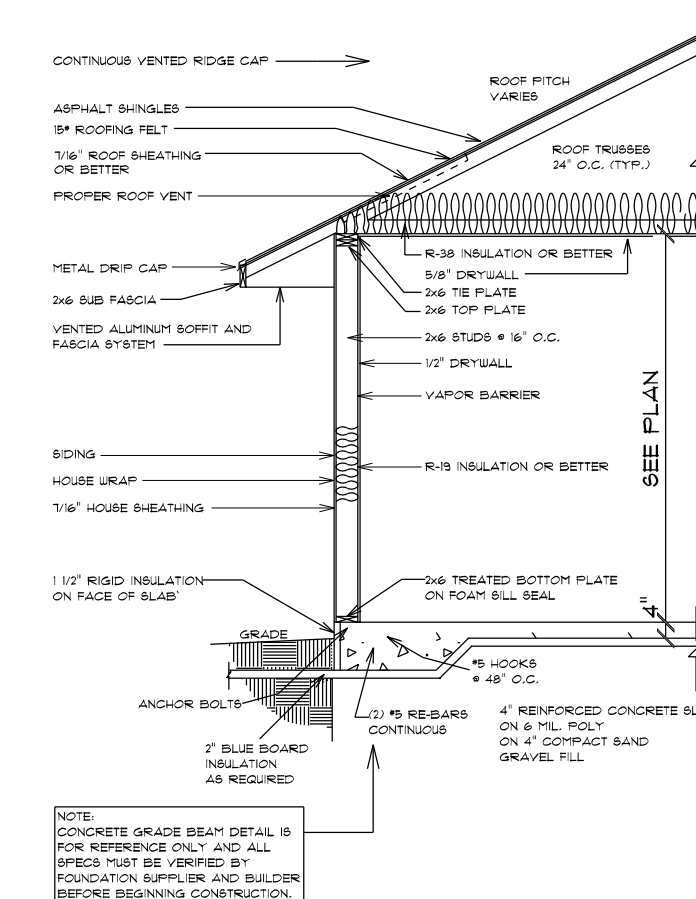 CONTINUOUS VENTED RIDGE CAP
ROOF PITCH
VARIES
ASPHALT SHINGLES
15# ROOFING FELT
7/16" ROOF SHEATHING
OR BETTER
ROOF TRUSSES
24" O.C. (TYP.)
PROPER ROOF VENT
R-38 INSULATION OR BETTER
METAL DRIP CAP
5/8" DRYWALL
2x6 TIE PLATE
2x6 SUB FASCIA
2x6 TOP PLATE
VENTED ALUMINUM SOFFIT AND
FASCIA SYSTEM
2x6 STUDS @ 16" O.C.
1/2" DRYWALL
VAPOR BARRIER
SEE PLAN
SIDING
R-19 INSULATION OR BETTER
HOUSE WRAP
7/16" HOUSE SHEATHING
1 1/2" RIGID INSULATION
ON FACE OF SLAB`
2x6 TREATED BOTTOM PLATE
ON FOAM SILL SEAL
4"
GRADE
#5 HOOKS
@ 48" O.C.
ANCHOR BOLTS
(2) #5 RE-BARS
CONTINUOUS
4" REINFORCED CONCRETE SL
ON 6 MIL. POLY
ON 4" COMPACT SAND
GRAVEL FILL
2" BLUE BOARD
INSULATION
AS REQUIRED
NOTE:
CONCRETE GRADE BEAM DETAIL IS
FOR REFERENCE ONLY AND ALL
SPECS MUST BE VERIFIED BY
FOUNDATION SUPPLIER AND BUILDER
BEFORE BEGINNING CONSTRUCTION.